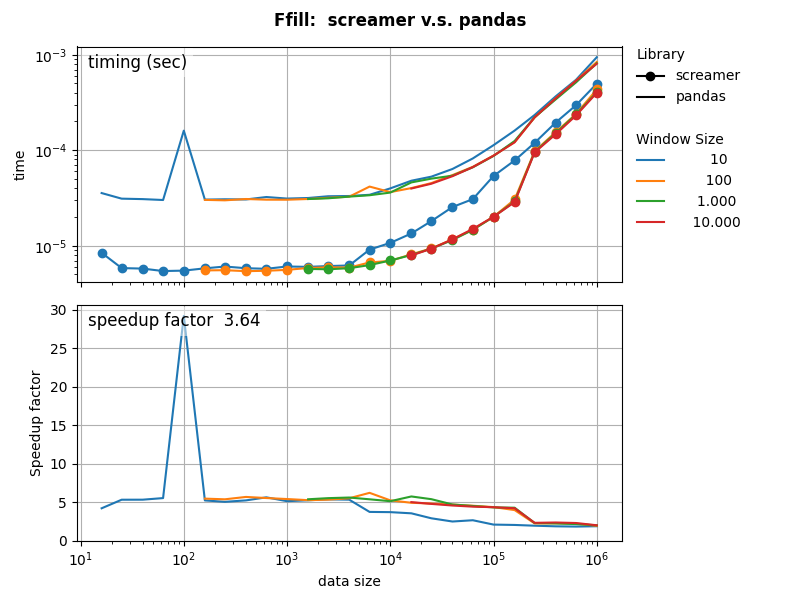 Ffill:  screamer v.s. pandas
timing (sec)
time
10⁻³
10⁻⁴
10⁻⁵
Library
screamer
pandas
Window Size
10
100
1.000
10.000
speedup factor  3.64
Speedup factor
30
25
20
15
10
5
0
10¹ 10² 10³ 10⁴ 10⁵ 10⁶
data size